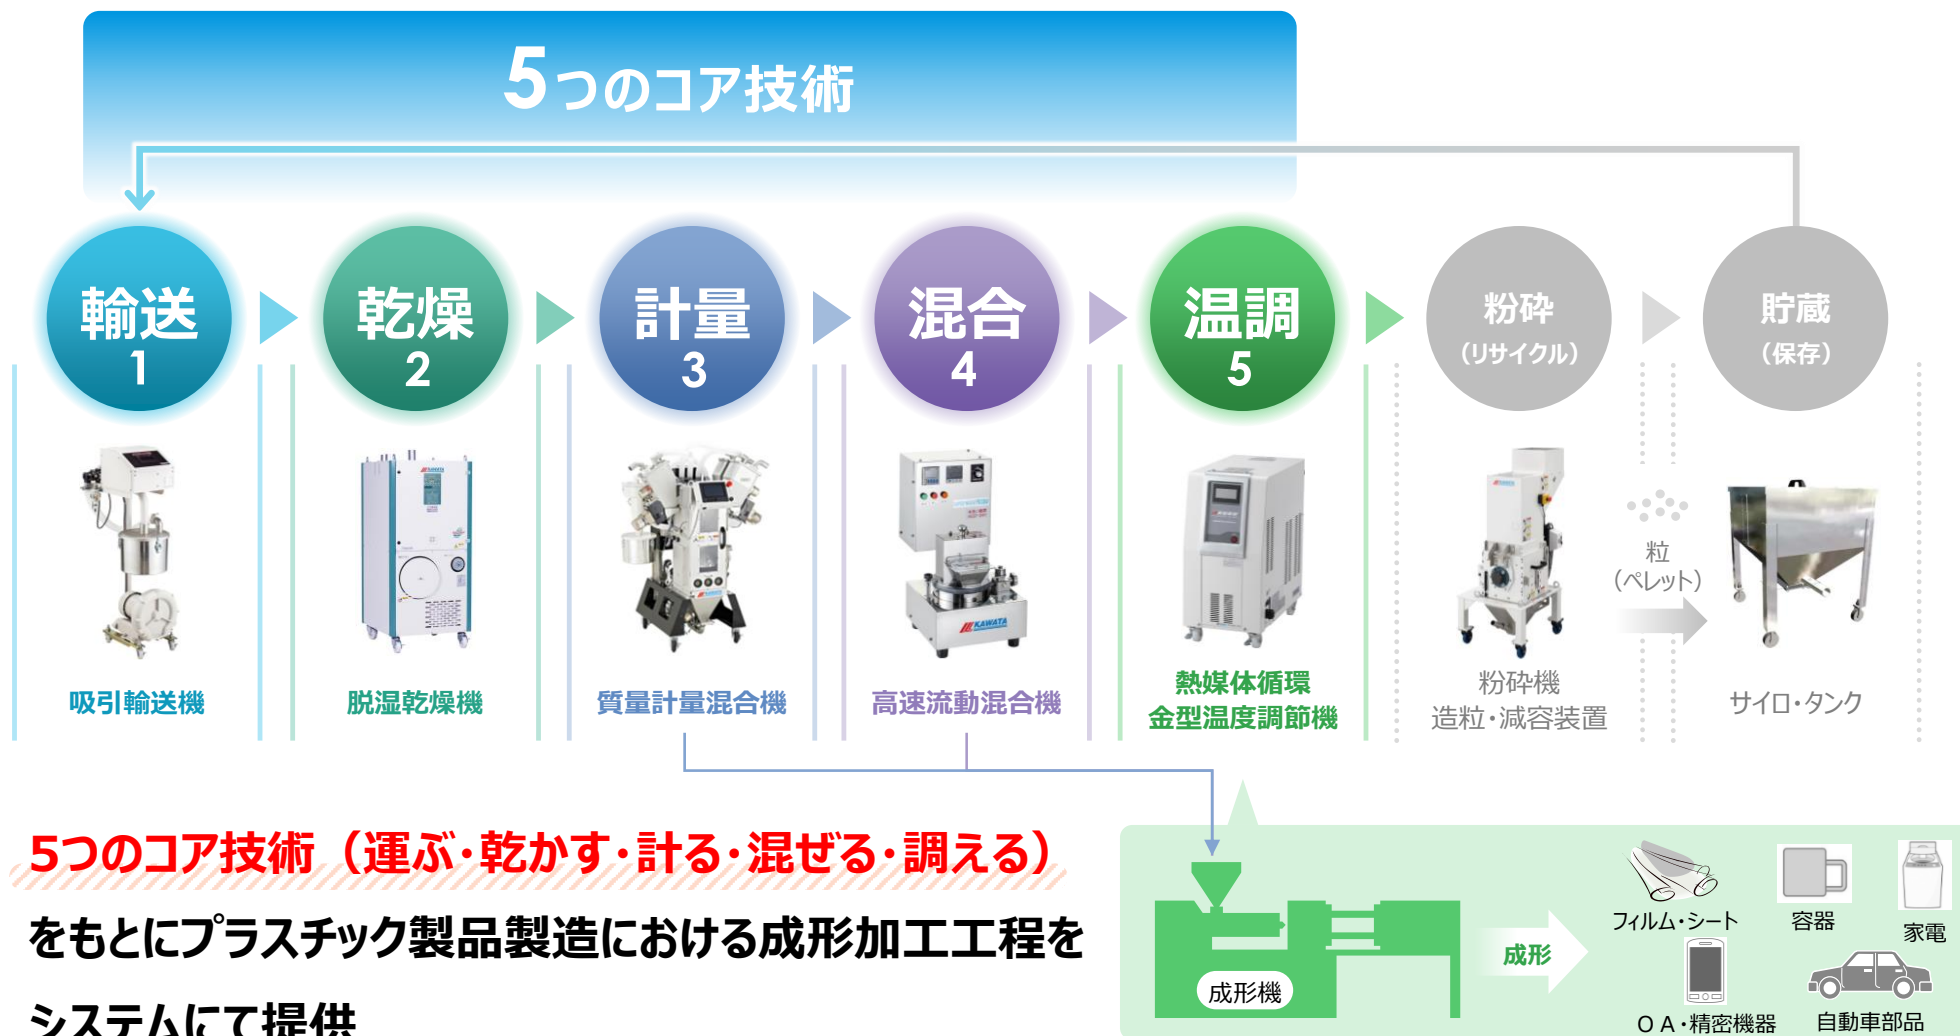 5つのコア技術
輸送
1
乾燥
2
計量
3
混合
4
温調
5
粉砕
（リサイクル）
貯蔵
（保存）
KAWATA
粒
（ペレット）
吸引輸送機
脱湿乾燥機
質量計量混合機
高速流動混合機
熱媒体循環
金型温度調節機
粉砕機
造粒・減容装置
サイロ・タンク
5つのコア技術（運ぶ・乾かす・計る・混ぜる・調える）
をもとにプラスチック製品製造における成形加工工程を
システムにて提供
成形機
成形
フィルム・シート
容器
家電
ＯＡ・精密機器
自動車部品